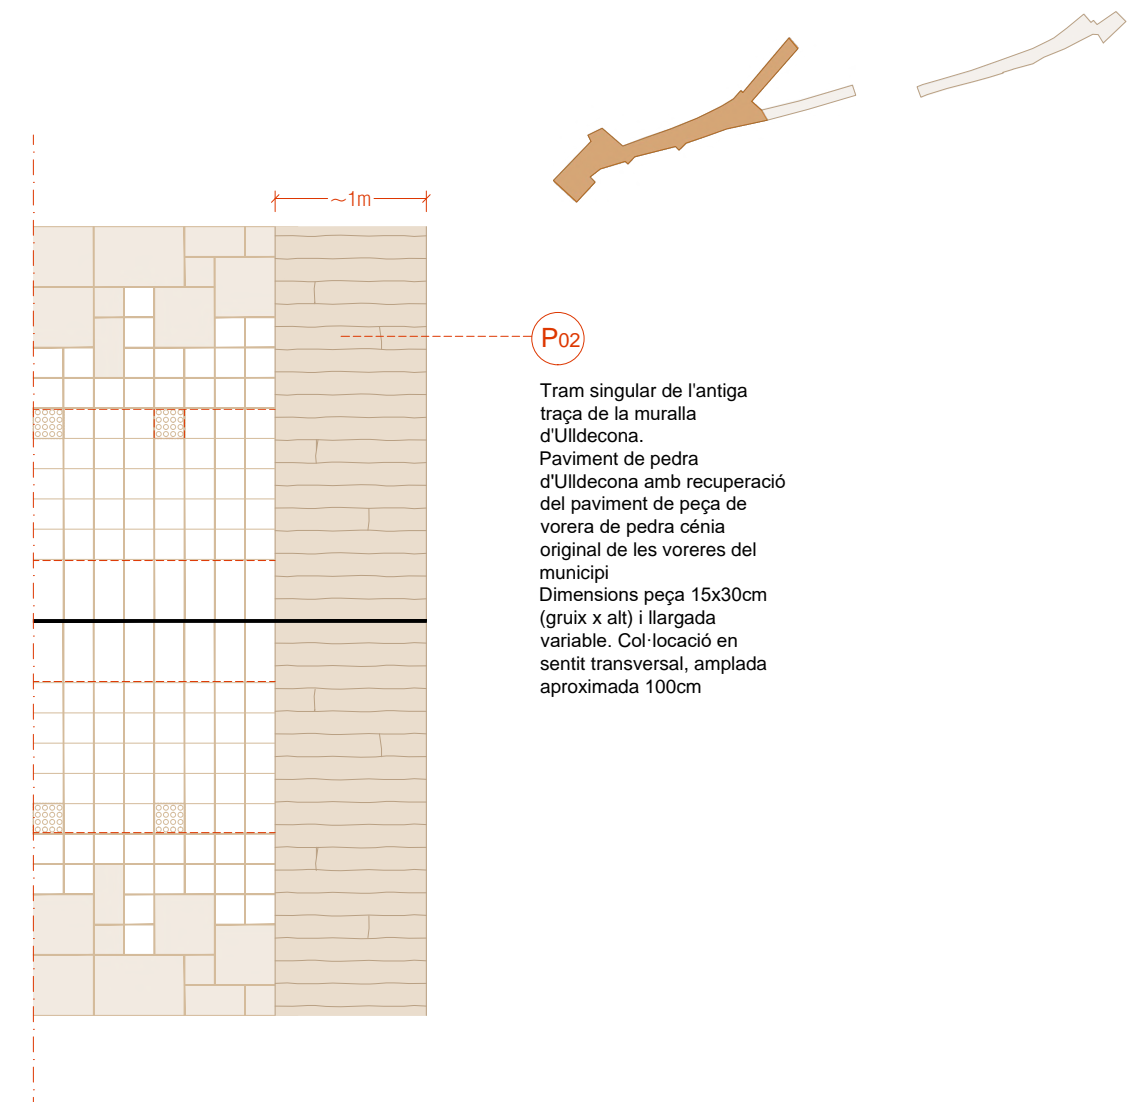 ~1m
P02
Tram singular de l'antiga
traça de la muralla
d'Ulldecona.
Paviment de pedra
d'Ulldecona amb recuperació
del paviment de peça de
vorera de pedra cénia
original de les voreres del
municipi
Dimensions peça 15x30cm
(gruix x alt) i llargada
variable. Col·locació en
sentit transversal, amplada
aproximada 100cm